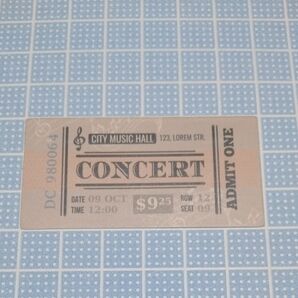 DC 980064
CITY MUSIC HALL 123, LOREM STR.
CONCERT
DATE 09 OCT
TIME 12:00
$9.25
ROW 12
SEAT 09
ADMIT ONE